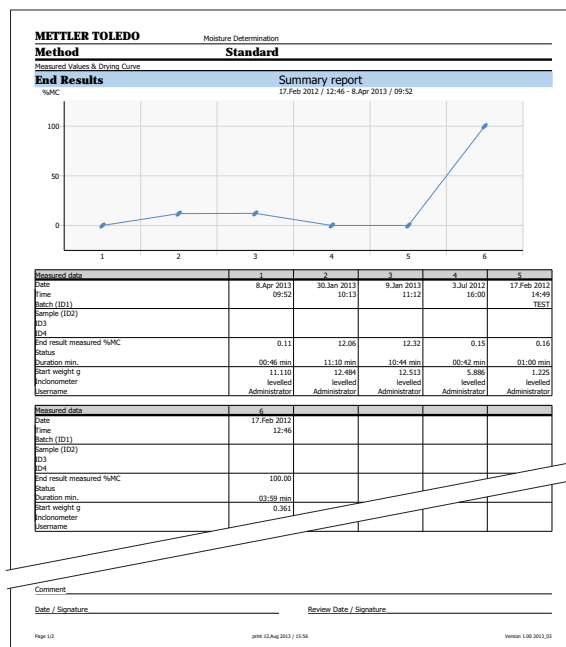 METTLER TOLEDO Moisture Determination
Method Standard
Measured Values & Drying Curve
End Results Summary report
%MC 17.Feb 2012 / 12:46 - 8.Apr 2013 / 09:52
100
50
0
1 2 3 4 5 6
Measured data 1 2 3 4 5
Date 8.Apr 2013 30.Jan 2013 9.Jan 2013 3.Jul 2012 17.Feb 2012
Time 09:52 10:13 11:12 16:00 14:49
Batch (ID1) TEST
Sample (ID2)
ID3
ID4
End result measured %MC 0.11 12.06 12.32 0.15 0.16
Status
Duration min. 00:46 min 11:10 min 10:44 min 00:42 min 01:00 min
Start weight g 11.110 12.484 12.513 5.886 1.225
Inclonometer levelled levelled levelled levelled levelled
Username Administrator Administrator Administrator Administrator Administrator
Measured data 6
Date 17.Feb 2012
Time 12:46
Batch (ID1)
Sample (ID2)
ID3
ID4
End result measured %MC 100.00
Status
Duration min. 03:59 min
Start weight g 0.361
Inclonometer
Username
Comment
Date / Signature Review Date / Signature
Page 1/2 print 12.Aug 2013 / 15:56 Version 1.00 2013_03